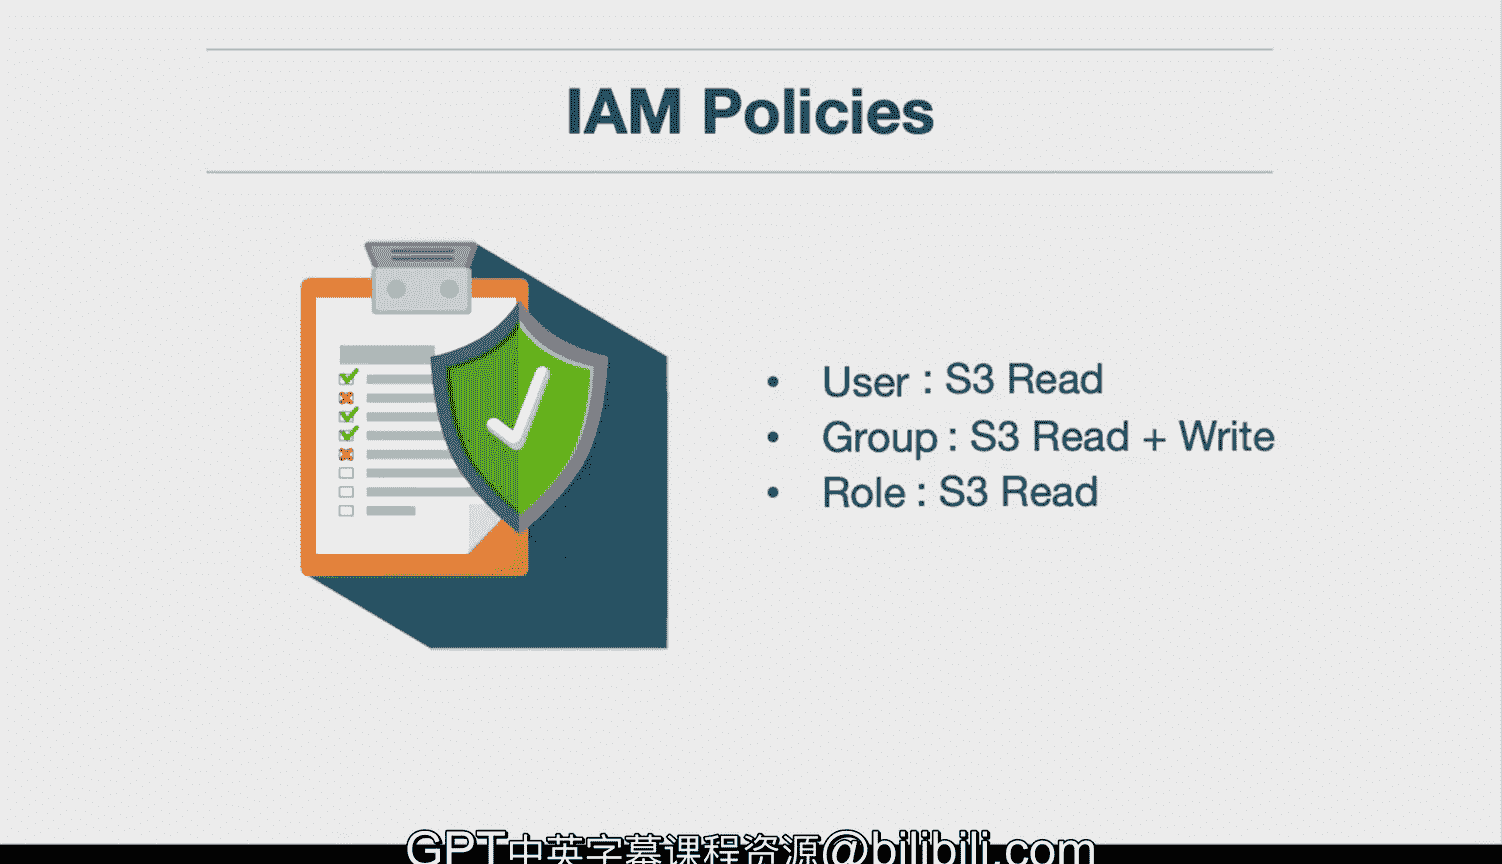 IAM Policies
• User : S3 Read
• Group : S3 Read + Write
• Role : S3 Read
GPT中英字幕课程资源@bilibili.com